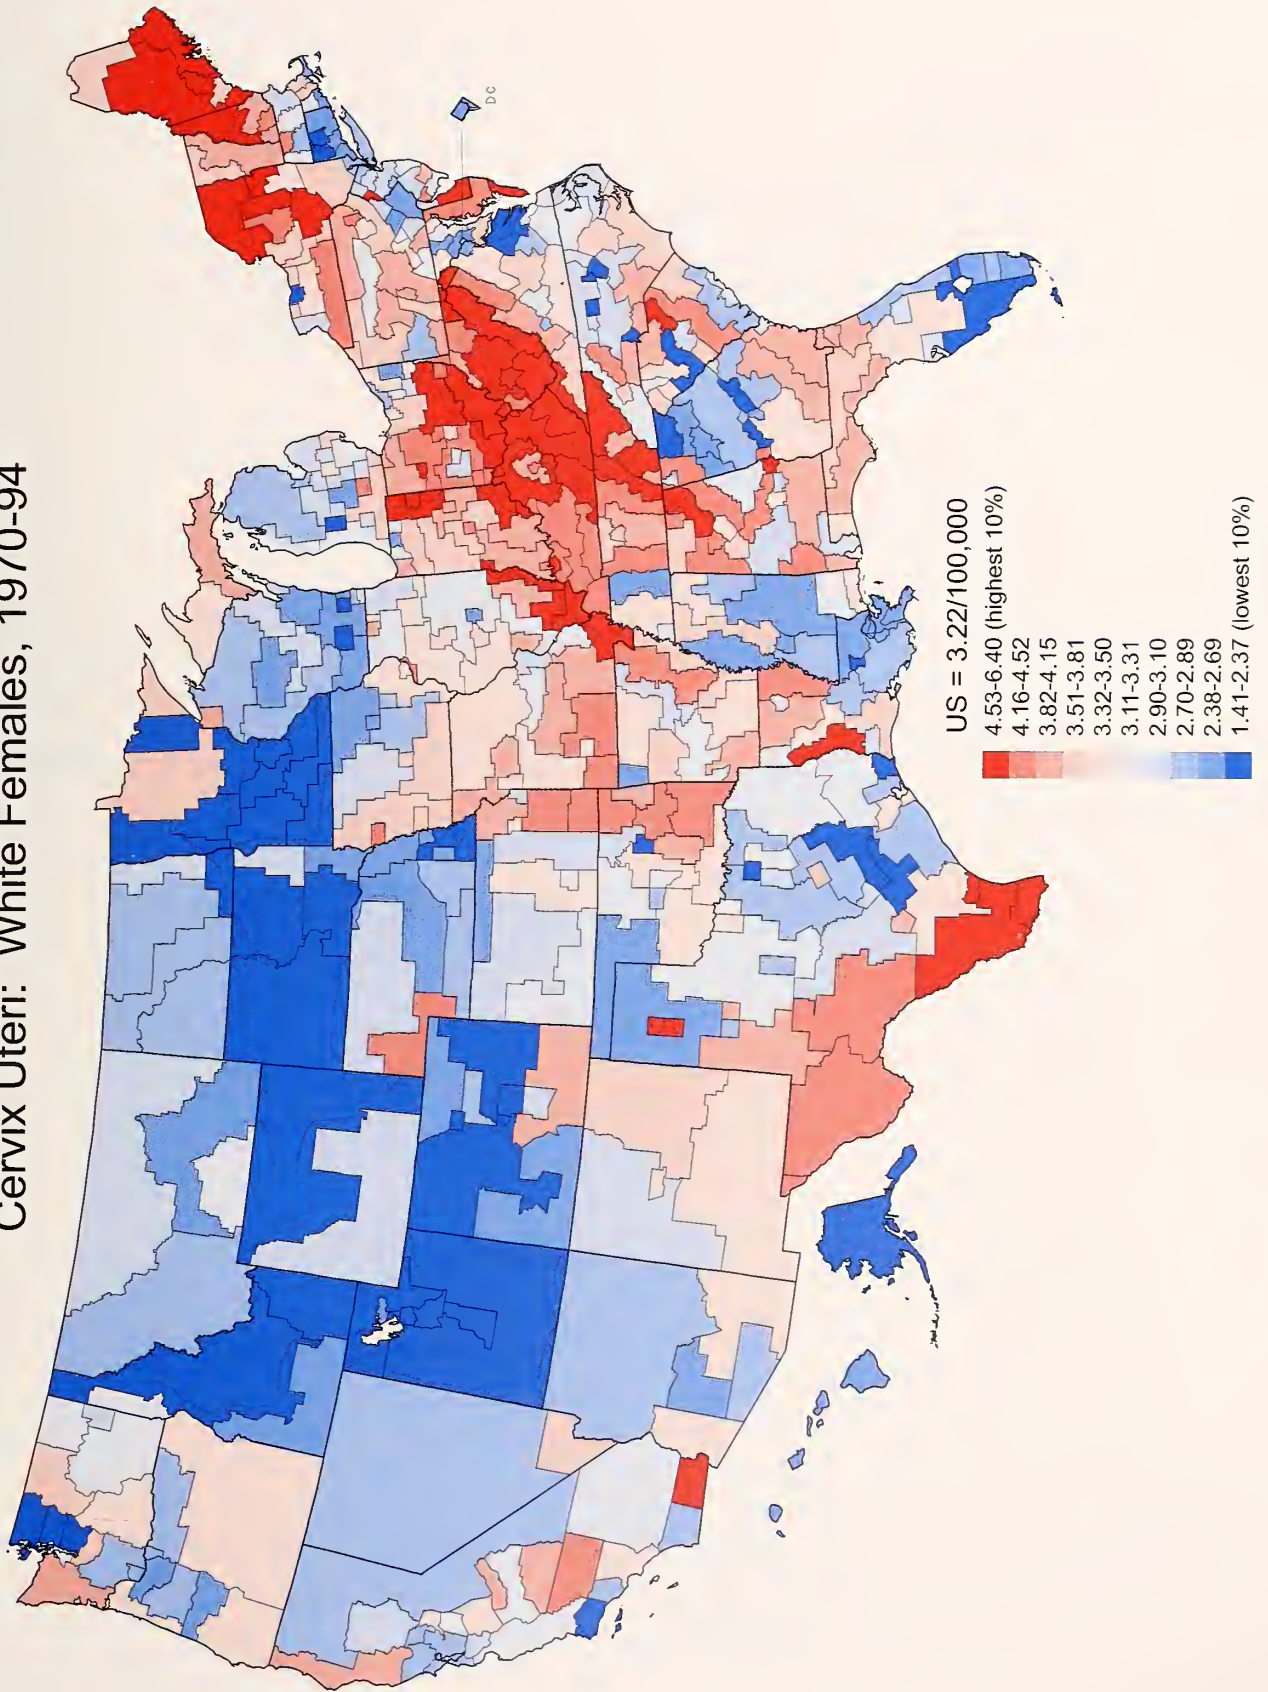 Cervix Uteri: White Females, 1970-94
DC
US = 3.22/100,000
4.53-6.40 (highest 10%)
4.16-4.52
3.82-4.15
3.51-3.81
3.32-3.50
3.11-3.31
2.90-3.10
2.70-2.89
2.38-2.69
1.41-2.37 (lowest 10%)